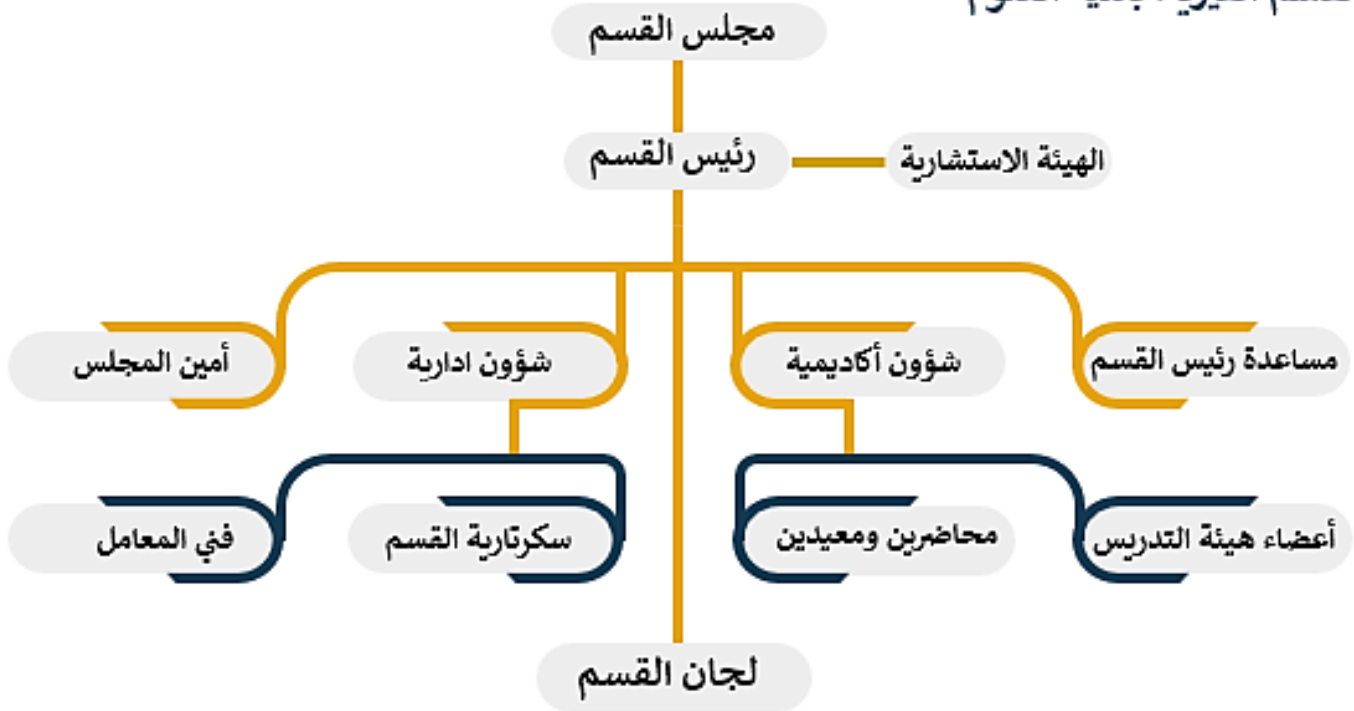 مجلس القسم
رئيس القسم
الهيئة الاستشارية
مساعدة رئيس القسم
شؤون أكاديمية
شؤون ادارية
أمين المجلس
أعضاء هيئة التدريس
محاضرين ومعيدين
سكرتارية القسم
فني المعامل
لجان القسم